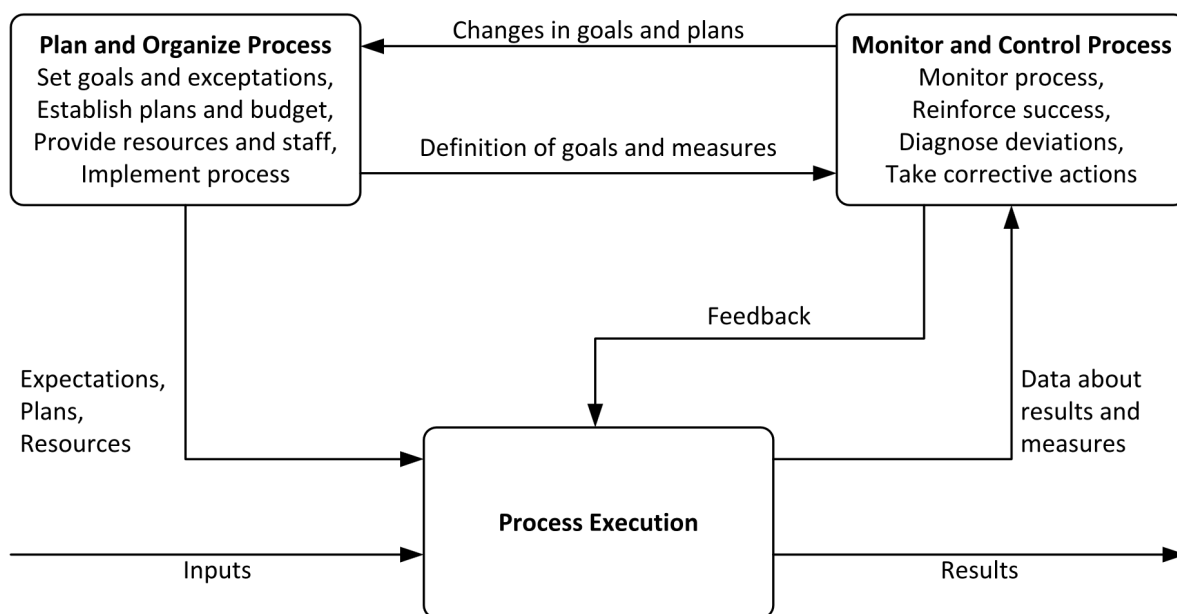 Plan and Organize Process
Set goals and exceptations,
Establish plans and budget,
Provide resources and staff,
Implement process
Changes in goals and plans
Definition of goals and measures
Monitor and Control Process
Monitor process,
Reinforce success,
Diagnose deviations,
Take corrective actions
Feedback
Expectations,
Plans,
Resources
Data about
results and
measures
Process Execution
Inputs
Results